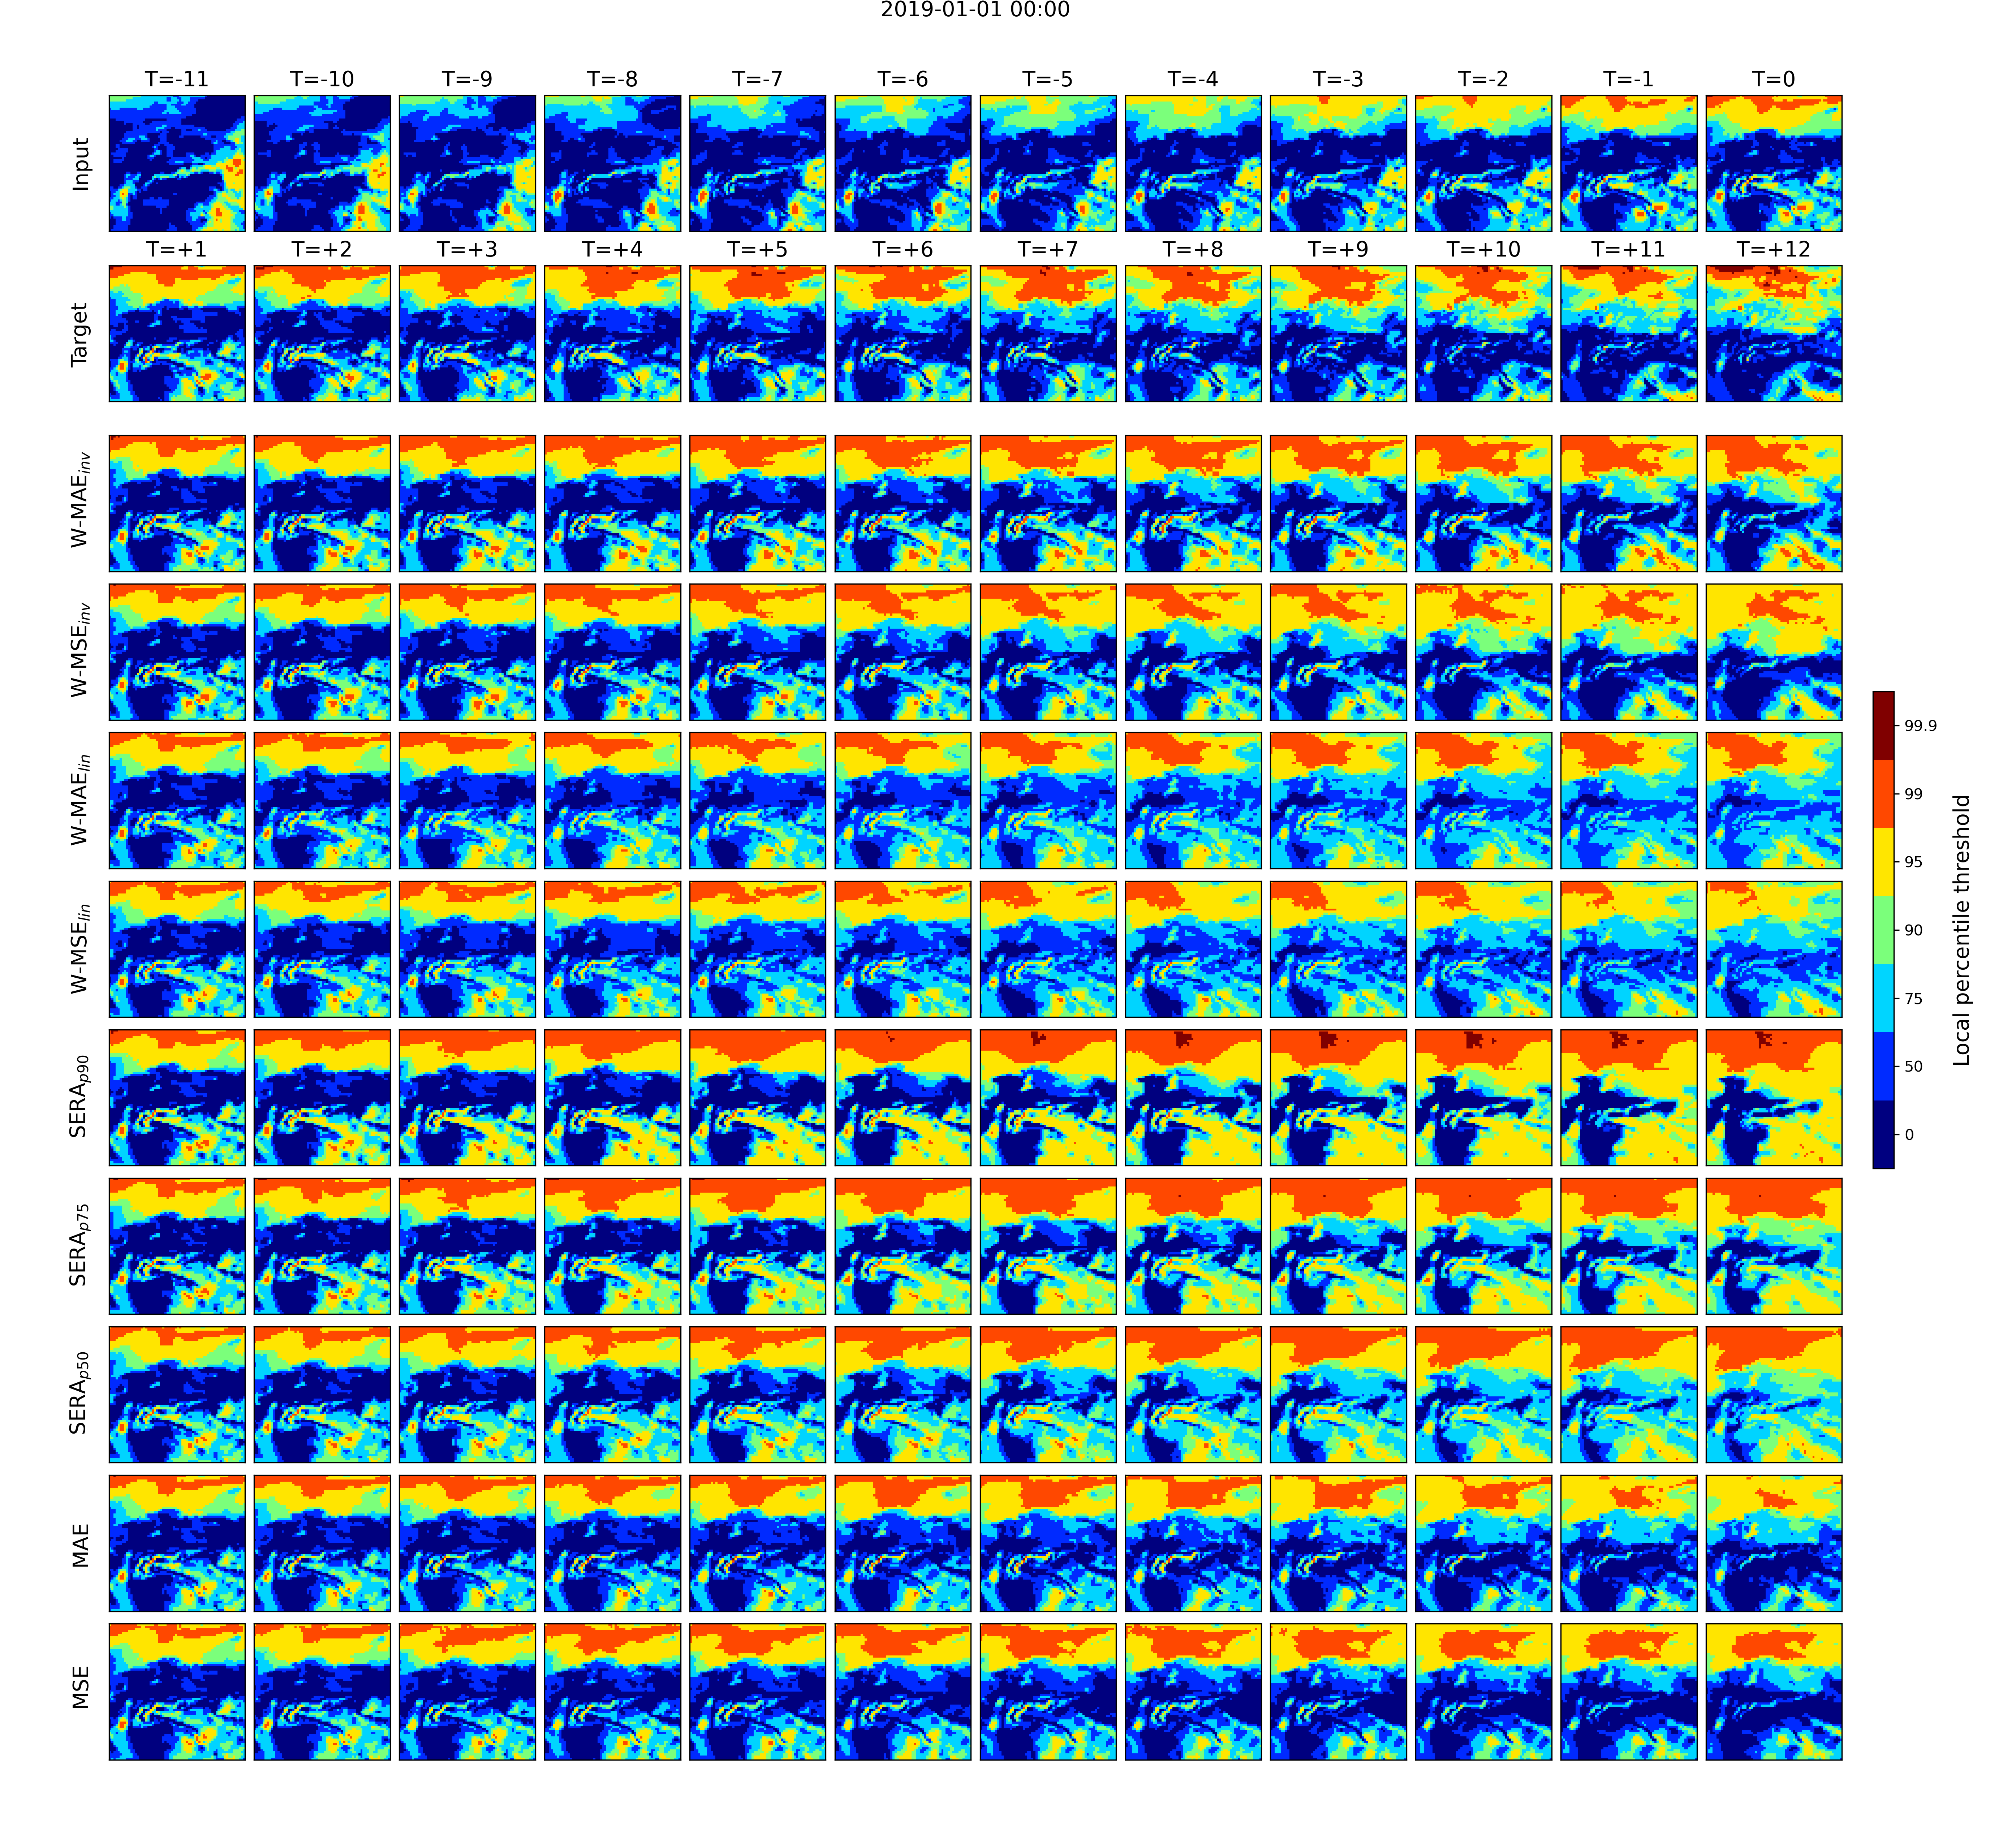 2019-01-01 00:00
T=-11 T=-10 T=-9 T=-8 T=-7 T=-6 T=-5 T=-4 T=-3 T=-2 T=-1 T=0
Input
T=+1 T=+2 T=+3 T=+4 T=+5 T=+6 T=+7 T=+8 T=+9 T=+10 T=+11 T=+12
Target
W-MAEinv
W-MSEinv
W-MAElin
W-MSElin
SERAp90
SERAp75
SERAp50
MAE
MSE
99.9
99
95
90
75
50
0
Local percentile threshold